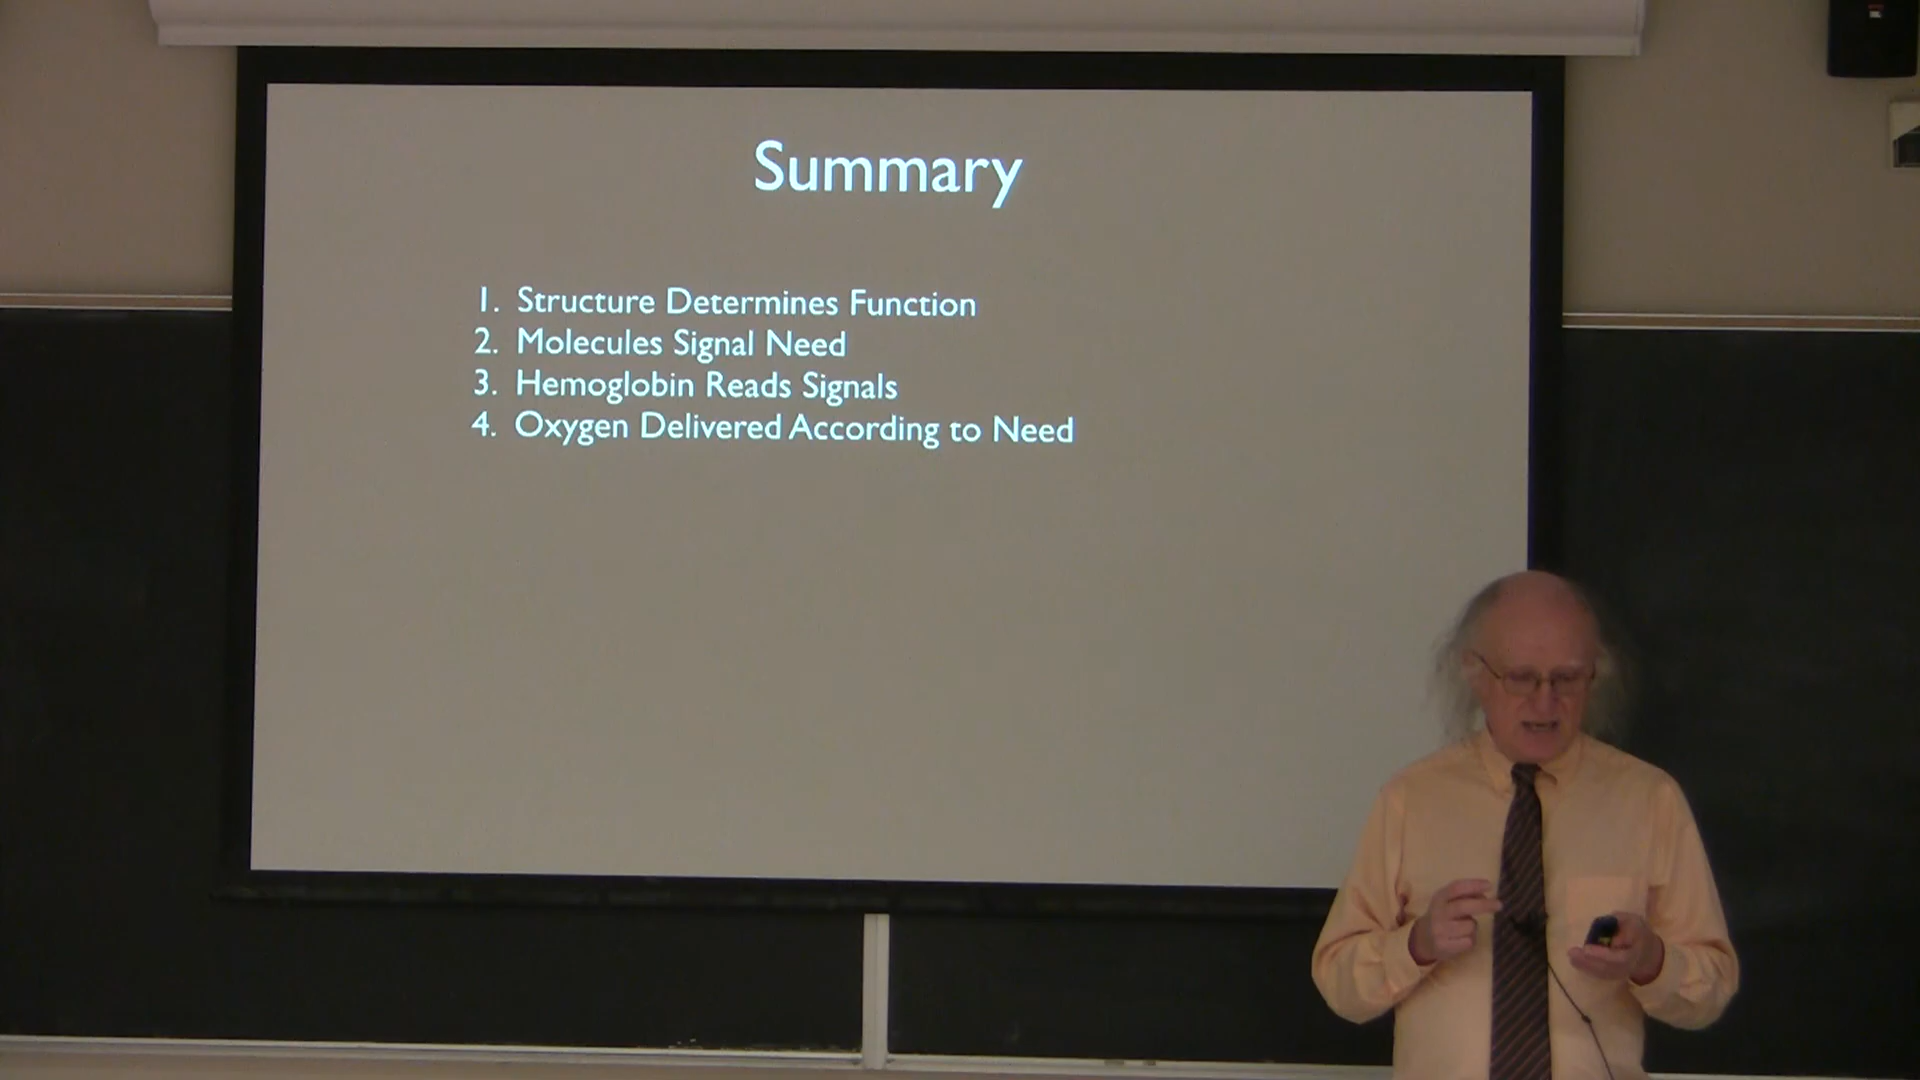 Summary
1. Structure Determines Function
2. Molecules Signal Need
3. Hemoglobin Reads Signals
4. Oxygen Delivered According to Need